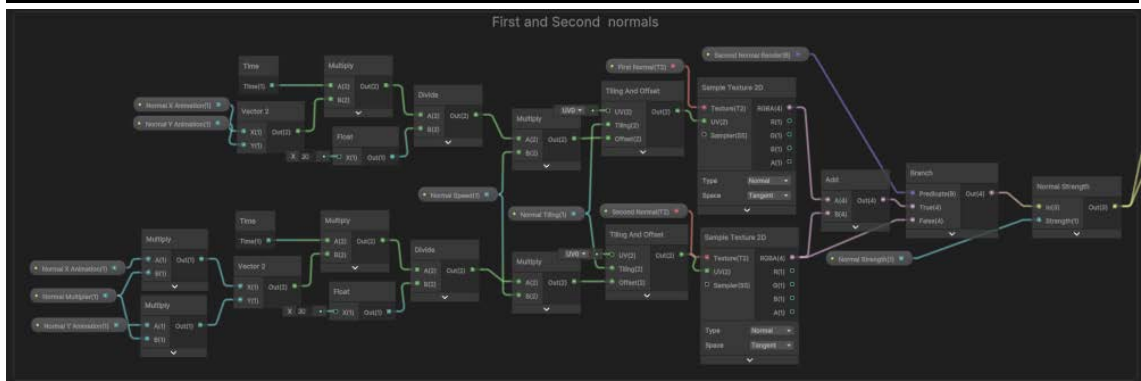 First and Second normals
Second Normal Render(B)
First Normal(T2)
Time
Time(1)
Multiply
A(2) Out(2)
B(2)
Normal X Animation(1)
Normal Y Animation(1)
Vector 2
X(1) Out(2)
Y(1)
Divide
A(2) Out(2)
B(2)
Float
X 20 X(1) Out(1)
Multiply
A(2) Out(2)
B(2)
Normal Speed(1)
Tiling And Offset
UV0 UV(2) Out(2)
Tiling(2)
Offset(2)
Sample Texture 2D
Texture(T2) RGBA(4)
UV(2) R(1)
Sampler(SS) G(1)
B(1)
A(1)
Type Normal
Space Tangent
Add
A(4) Out(4)
B(4)
Branch
Predicate(B) Out(4)
True(4)
False(4)
Normal Strength
In(3) Out(3)
Strength(1)
Normal Strength(1)
Normal Tiling(1)
Second Normal(T2)
Time
Time(1)
Multiply
A(2) Out(2)
B(2)
Multiply
A(1) Out(1)
B(1)
Normal X Animation(1)
Normal Multiplier(1)
Normal Y Animation(1)
Multiply
A(1) Out(1)
B(1)
Vector 2
X(1) Out(2)
Y(1)
Divide
A(2) Out(2)
B(2)
Float
X 30 X(1) Out(1)
Multiply
A(2) Out(2)
B(2)
Tiling And Offset
UV0 UV(2) Out(2)
Tiling(2)
Offset(2)
Sample Texture 2D
Texture(T2) RGBA(4)
UV(2) R(1)
Sampler(SS) G(1)
B(1)
A(1)
Type Normal
Space Tangent